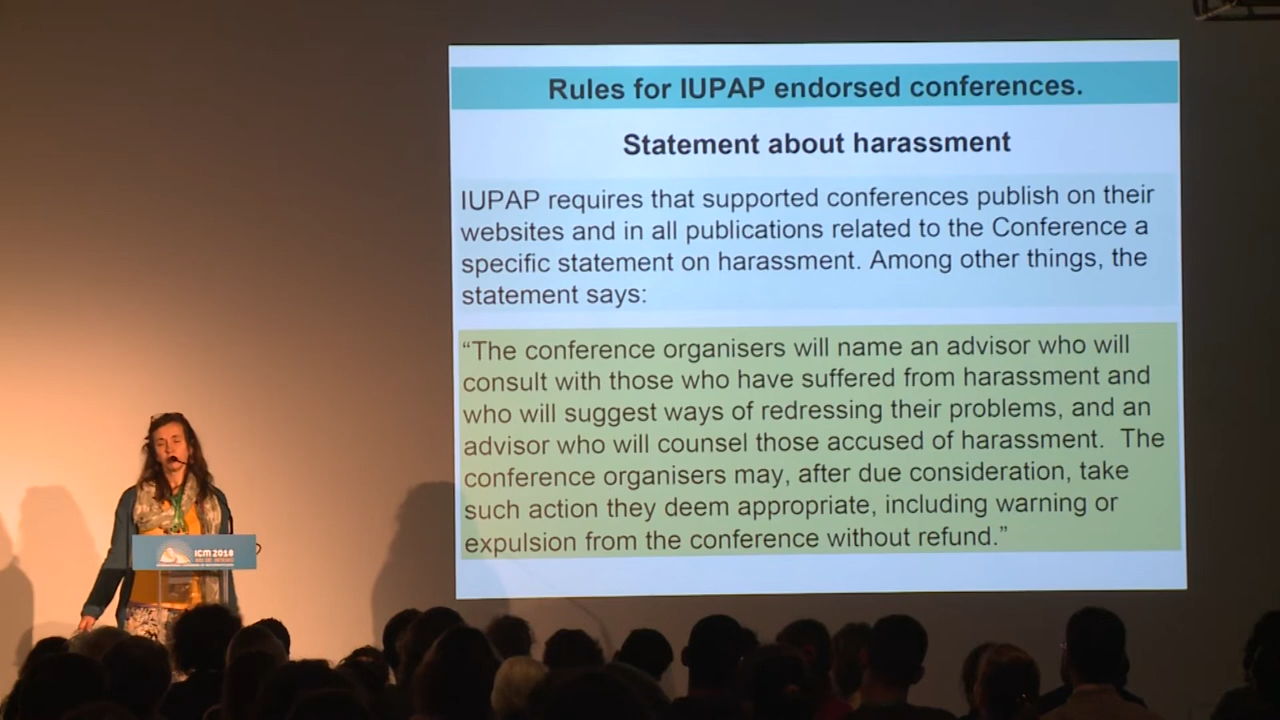 Rules for IUPAP endorsed conferences.
Statement about harassment
IUPAP requires that supported conferences publish on their
websites and in all publications related to the Conference a
specific statement on harassment. Among other things, the
statement says:
“The conference organisers will name an advisor who will
consult with those who have suffered from harassment and
who will suggest ways of redressing their problems, and an
advisor who will counsel those accused of harassment. The
conference organisers may, after due consideration, take
such action they deem appropriate, including warning or
expulsion from the conference without refund.”
ICM 2018